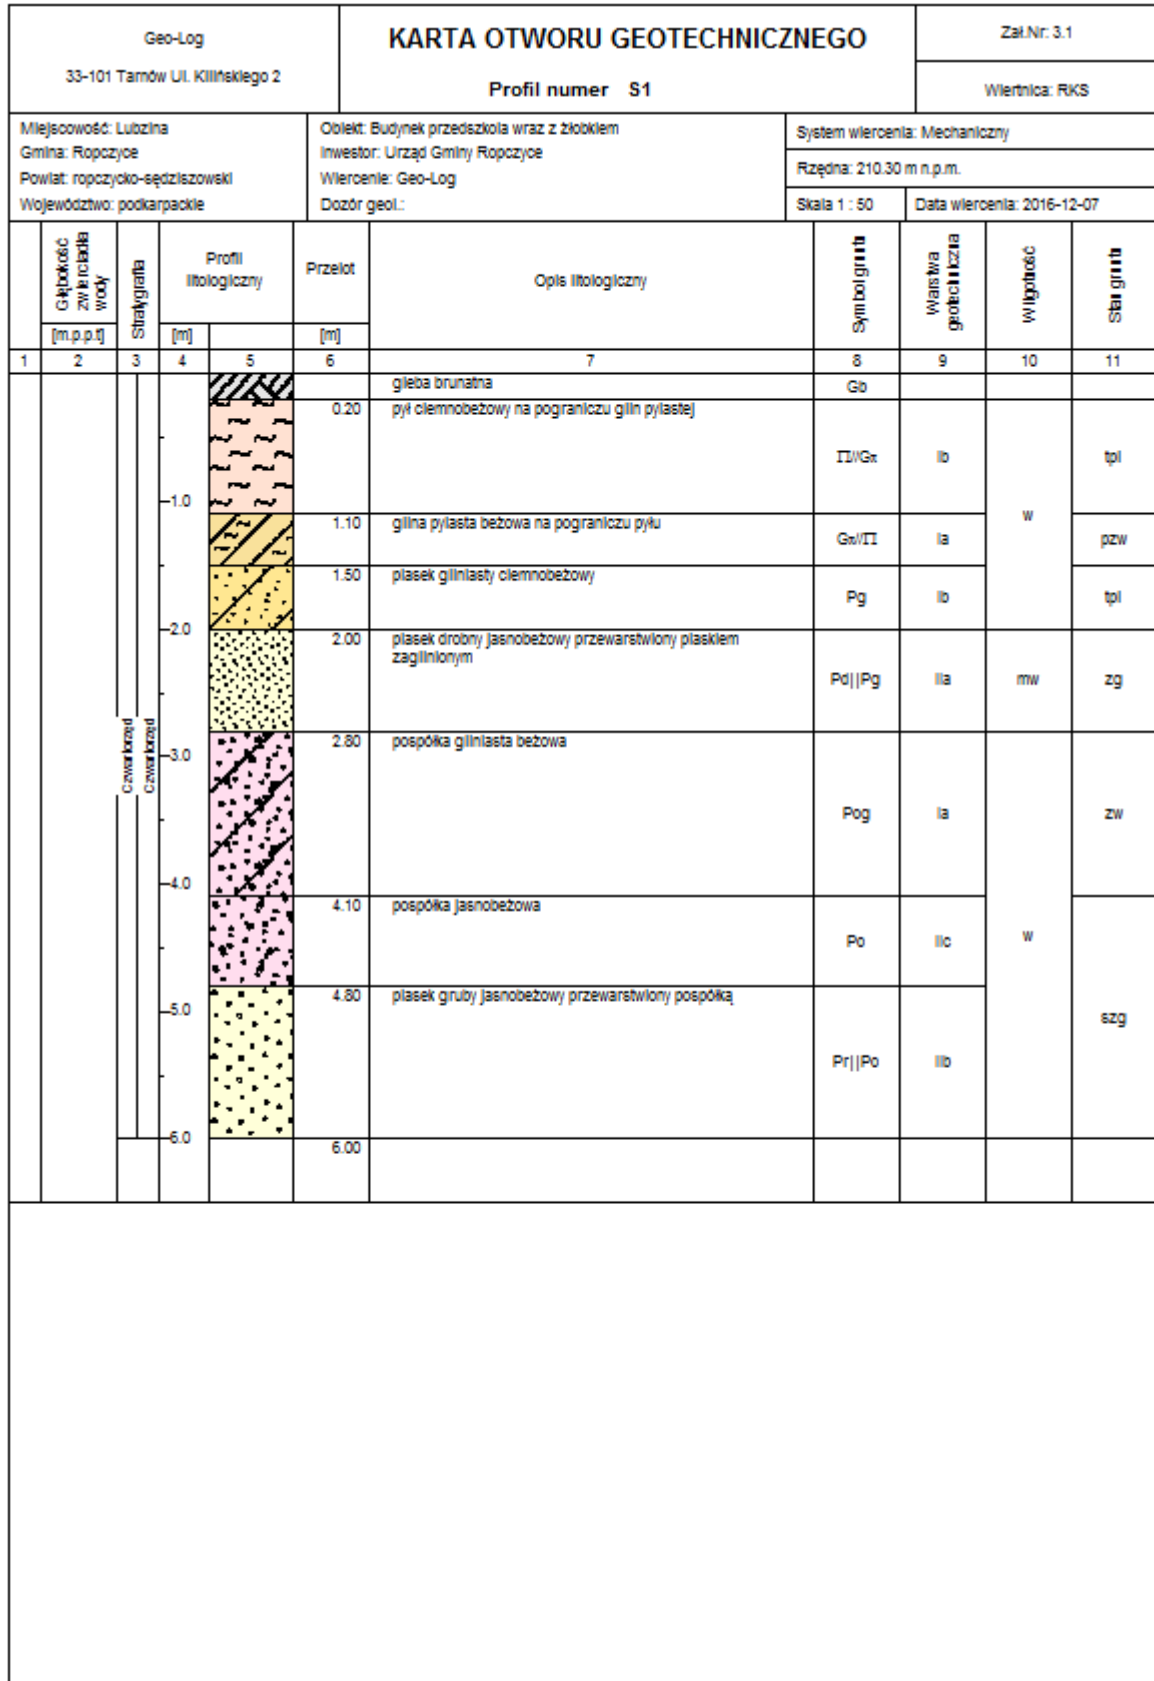 Geo-Log
33-101 Tarnów Ul. Kilińskiego 2
KARTA OTWORU GEOTECHNICZNEGO
Profil numer S1
Zał.Nr: 3.1
Wiertnica: RKS
Miejscowość: Lubzina
Gmina: Ropczyce
Powiat: ropczycko-sędziszowski
Województwo: podkarpackie
Obiekt: Budynek przedszkola wraz z żłobkiem
Inwestor: Urząd Gminy Ropczyce
Wiercenie: Geo-Log
Dozór geol.:
System wiercenia: Mechaniczny
Rzędna: 210.30 m n.p.m.
Skala 1 : 50
Data wiercenia: 2016-12-07
Głębokość
zwierciadła
wody
[m.p.p.t]
Stratygrafia
Profil
litologiczny
[m]
Przelot
[m]
Opis litologiczny
Symbol gruntu
Warstwa
geotechniczna
Wilgotność
Stan gruntu
1 2 3 4 5 6 7 8 9 10 11
gleba brunatna Gb
0.20 pył ciemnobeżowy na pograniczu glin pylastej
Π//Gπ Ib tpl
-1.0
w
1.10 glina pylasta beżowa na pograniczu pyłu
Gπ//Π Ia pzw
1.50 piasek gliniasty ciemnobeżowy
Pg Ib tpl
-2.0
2.00 piasek drobny jasnobeżowy przewarstwiony piaskiem
zaglinionym
Pd||Pg IIa mw zg
Czwartorzęd
Czwartorzęd
2.80 pospółka gliniasta beżowa
-3.0
Pog Ia zw
-4.0
4.10 pospółka jasnobeżowa
Po IIc w
4.80 piasek gruby jasnobeżowy przewarstwiony pospółką
-5.0
szg
Pr||Po IIb
-6.0
6.00